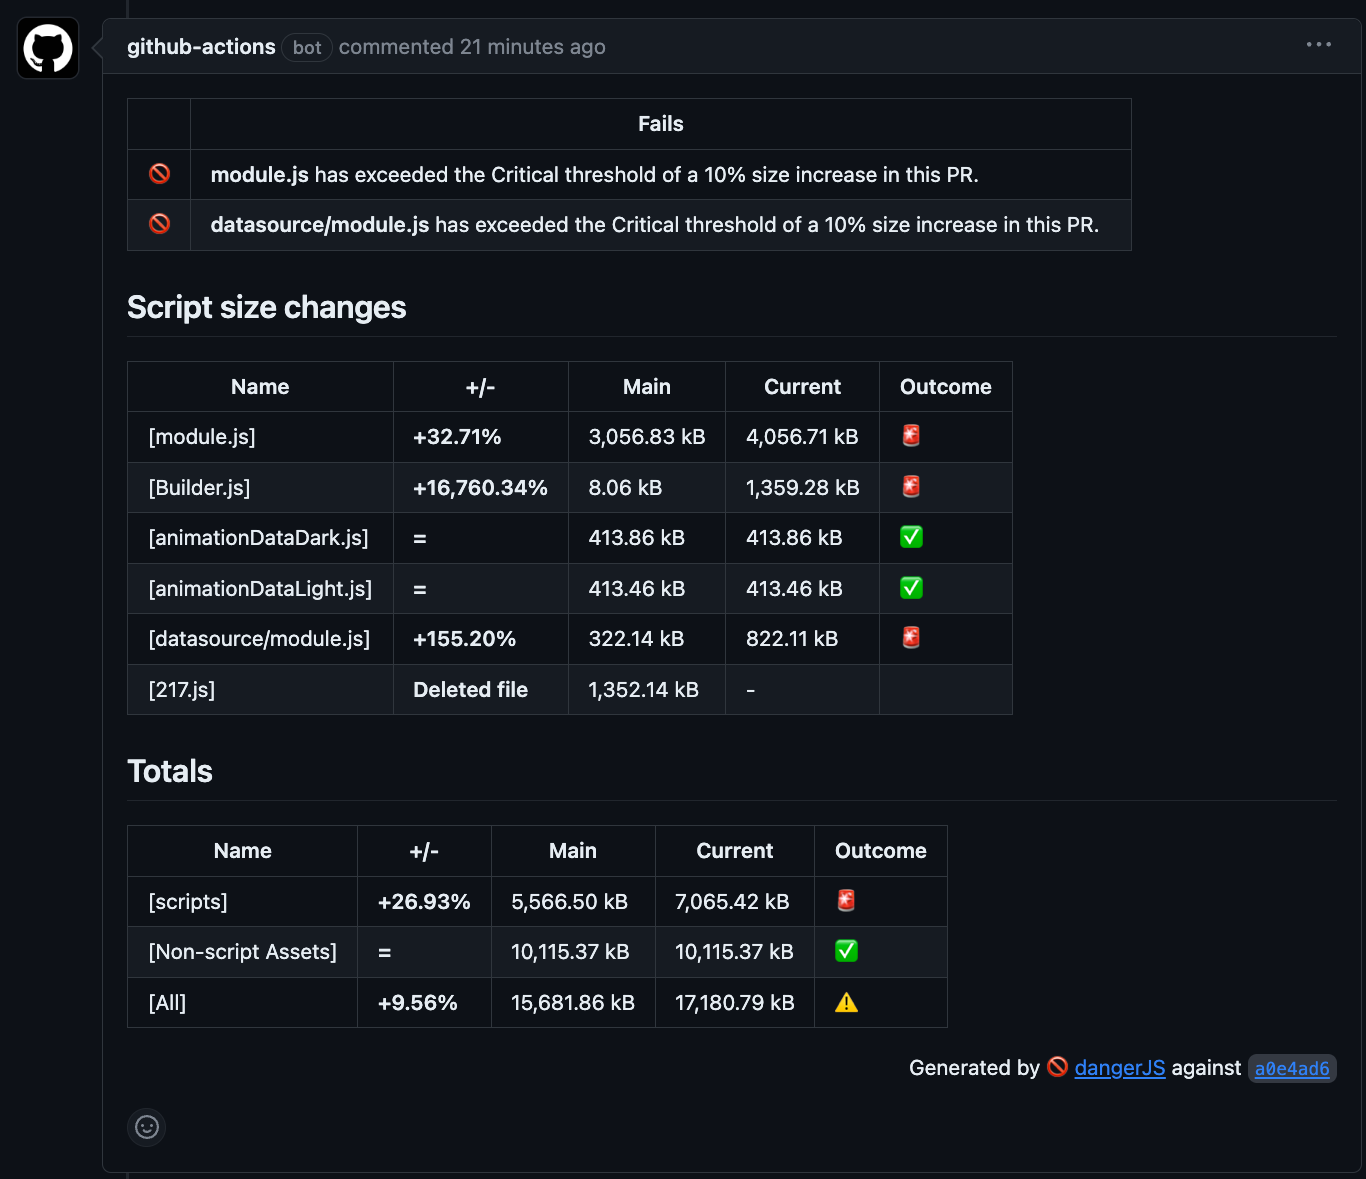 github-actions bot commented 21 minutes ago
Fails
module.js has exceeded the Critical threshold of a 10% size increase in this PR.
datasource/module.js has exceeded the Critical threshold of a 10% size increase in this PR.
Script size changes
Name +/- Main Current Outcome
[module.js] +32.71% 3,056.83 kB 4,056.71 kB
[Builder.js] +16,760.34% 8.06 kB 1,359.28 kB
[animationDataDark.js] = 413.86 kB 413.86 kB
[animationDataLight.js] = 413.46 kB 413.46 kB
[datasource/module.js] +155.20% 322.14 kB 822.11 kB
[217.js] Deleted file 1,352.14 kB -
Totals
Name +/- Main Current Outcome
[scripts] +26.93% 5,566.50 kB 7,065.42 kB
[Non-script Assets] = 10,115.37 kB 10,115.37 kB
[All] +9.56% 15,681.86 kB 17,180.79 kB
Generated by 🚫 dangerJS against a0e4ad6